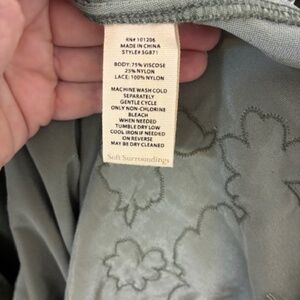 RN# 101206
MADE IN CHINA
STYLE# 5GB71
BODY: 75% VISCOSE
25% NYLON
LACE: 100% NYLON
MACHINE WASH COLD
SEPARATELY
GENTLE CYCLE
ONLY NON-CHLORINE
BLEACH
WHEN NEEDED
TUMBLE DRY LOW
COOL IRON IF NEEDED
ON REVERSE
MAY BE DRY CLEANED
Soft Surroundings